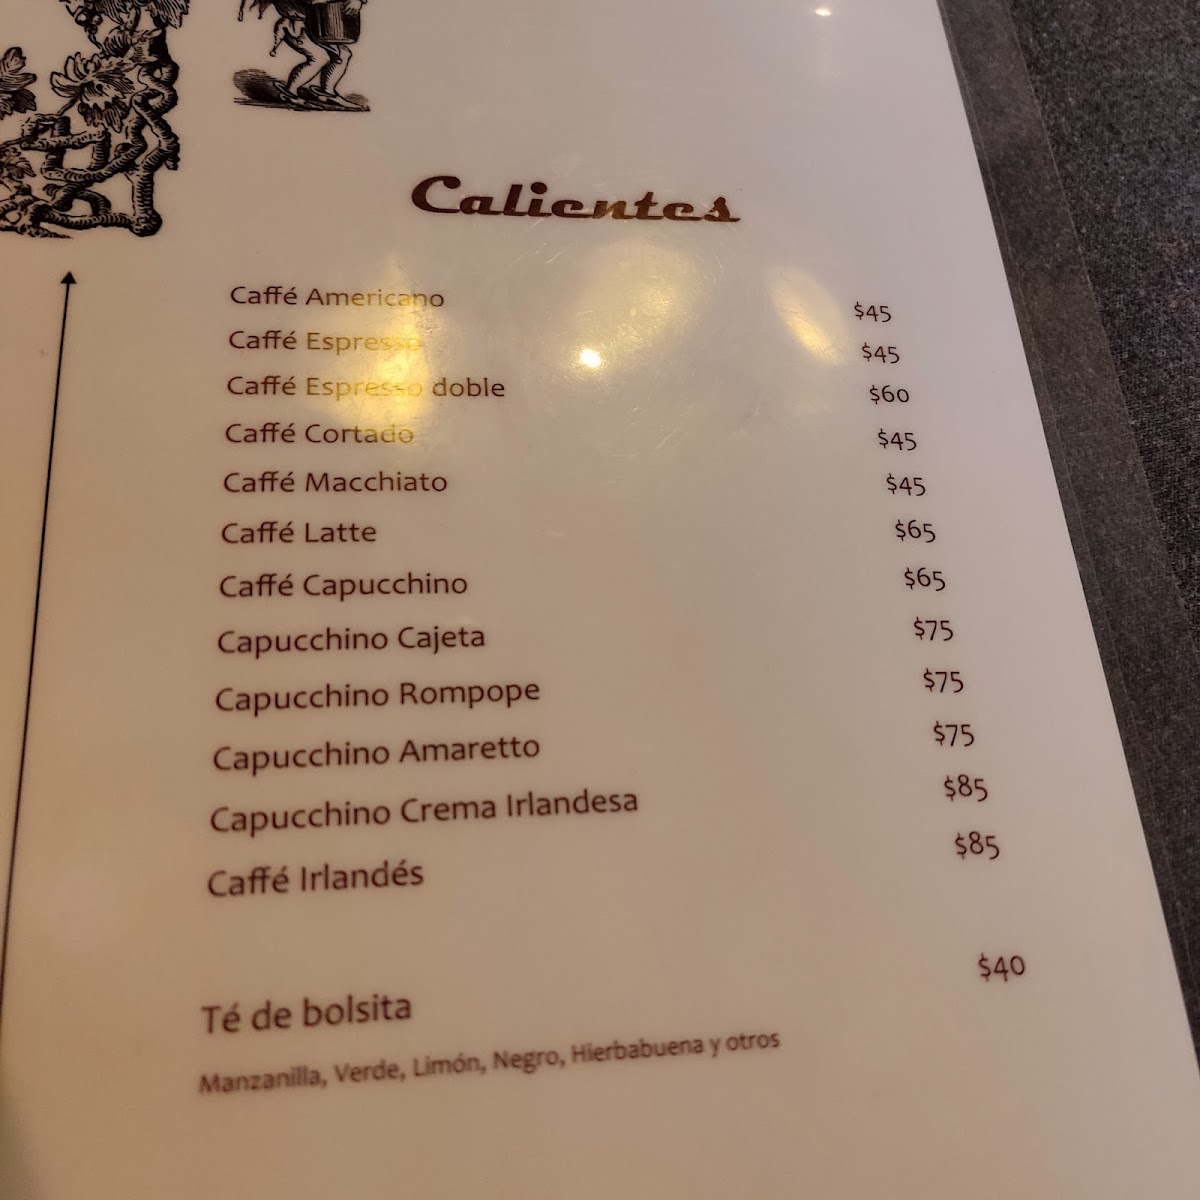 Calientes
Caffé Americano $45
Caffé Espresso $45
Caffé Espresso doble $60
Caffé Cortado $45
Caffé Macchiato $45
Caffé Latte $65
Caffé Capucchino $65
Capucchino Cajeta $75
Capucchino Rompope $75
Capucchino Amaretto $75
Capucchino Crema Irlandesa $85
Caffé Irlandés $85
Té de bolsita $40
Manzanilla, Verde, Limón, Negro, Hierbabuena y otros